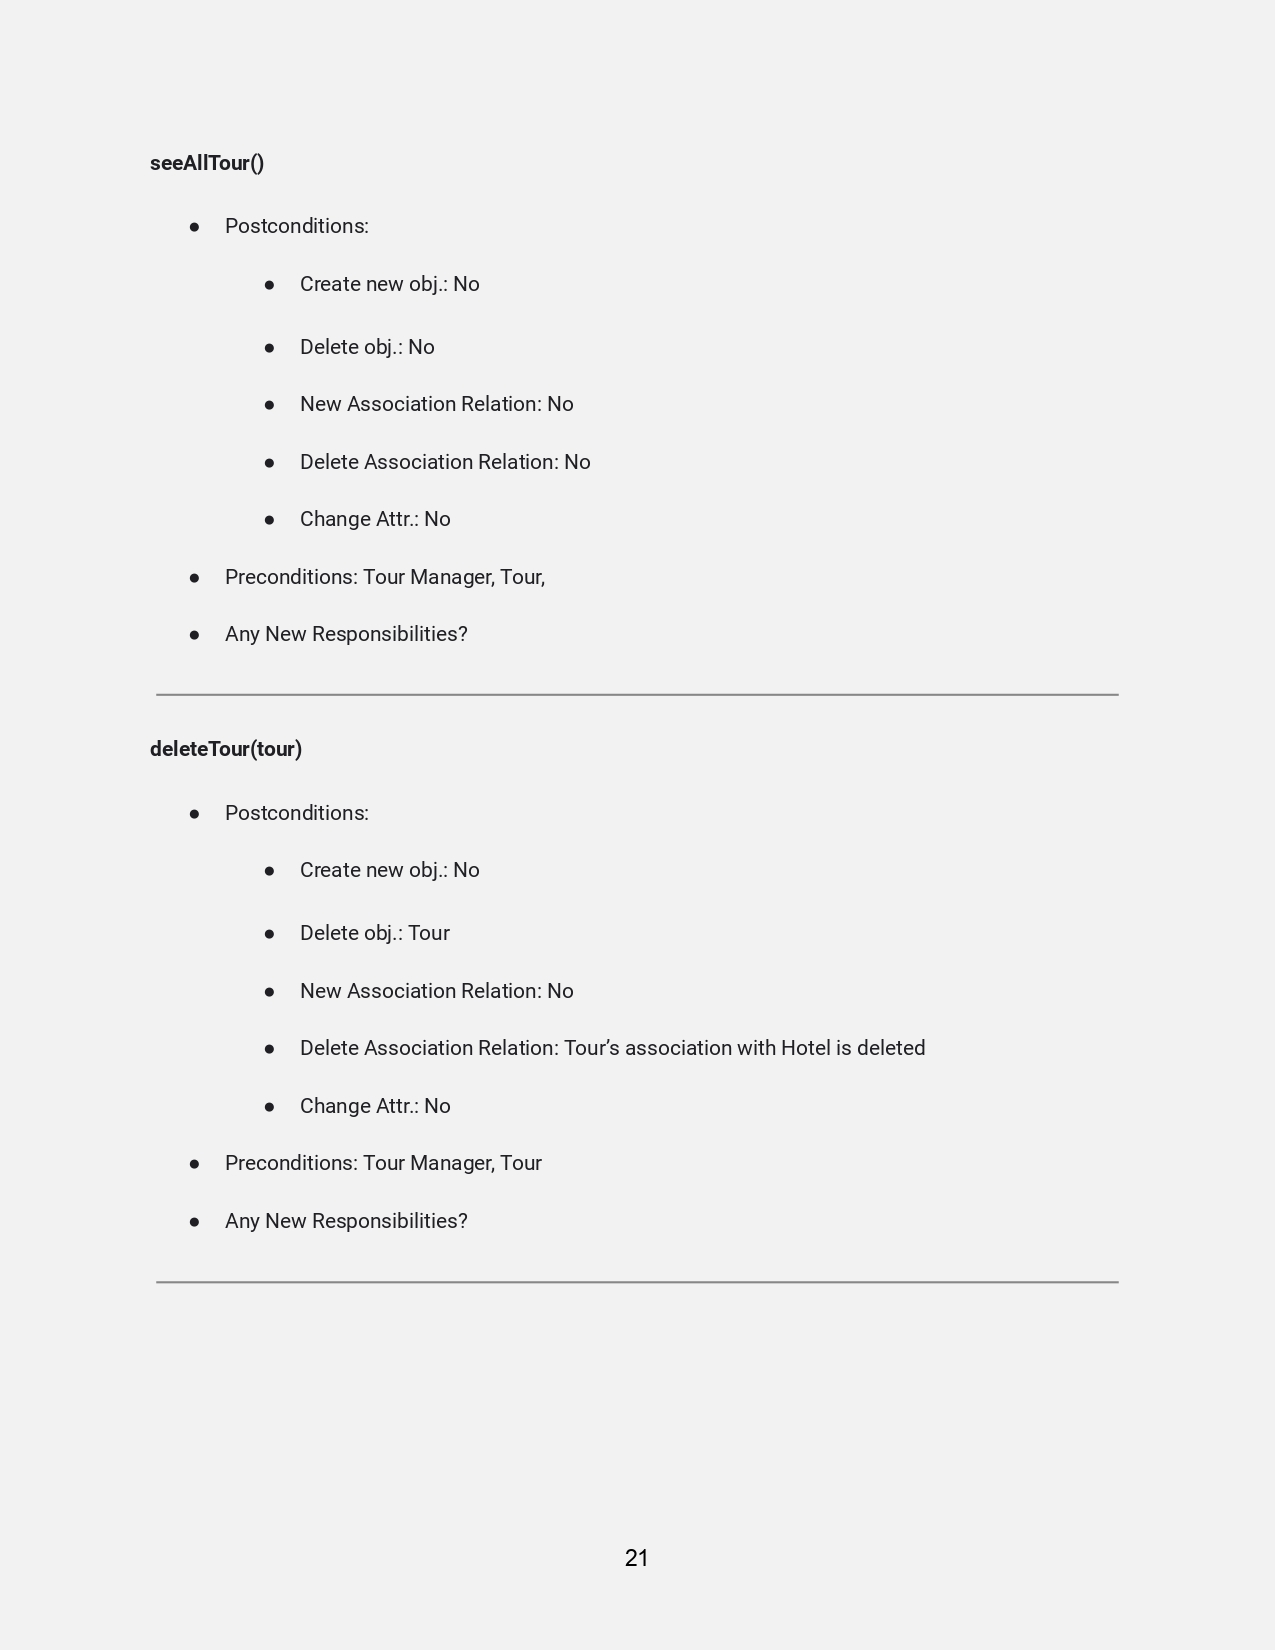 seeAllTour()
● Postconditions:
● Create new obj.: No
● Delete obj.: No
● New Association Relation: No
● Delete Association Relation: No
● Change Attr.: No
● Preconditions: Tour Manager, Tour,
● Any New Responsibilities?
deleteTour(tour)
● Postconditions:
● Create new obj.: No
● Delete obj.: Tour
● New Association Relation: No
● Delete Association Relation: Tour’s association with Hotel is deleted
● Change Attr.: No
● Preconditions: Tour Manager, Tour
● Any New Responsibilities?
21